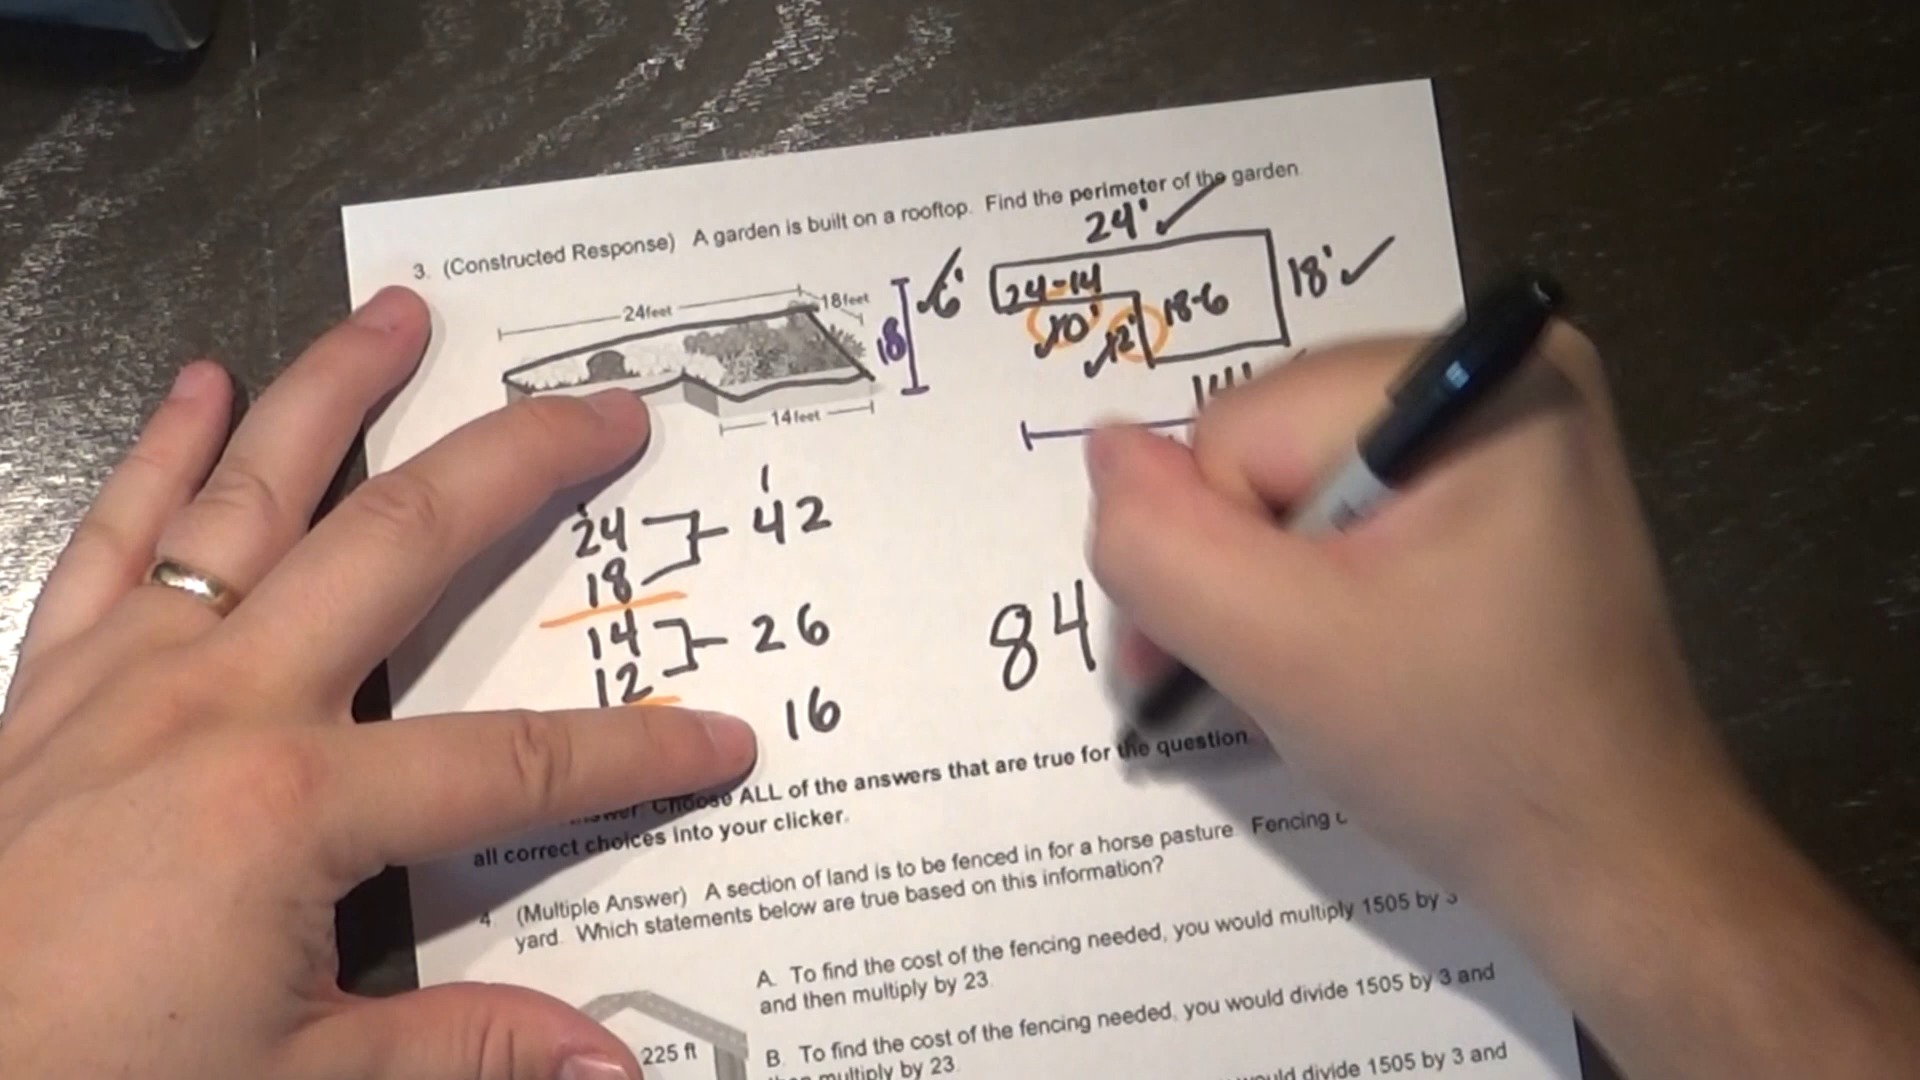 3. (Constructed Response) A garden is built on a rooftop. Find the perimeter of the garden.
24' ✓
24feet
18feet
18
6'
24-14
10'
12'
18-6
18' ✓
14feet
14'
24
18
42
1
14
12
26
16
84
Choose ALL of the answers that are true for the question.
all correct choices into your clicker.
4. (Multiple Answer) A section of land is to be fenced in for a horse pasture. Fencing
yard. Which statements below are true based on this information?
A. To find the cost of the fencing needed, you would multiply 1505 by 3
and then multiply by 23.
225 ft
B. To find the cost of the fencing needed, you would divide 1505 by 3 and
multiply by 23.
divide 1505 by 3 and